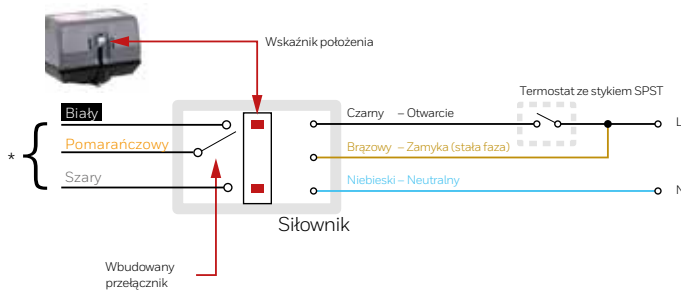 Wskaźnik położenia
Termostat ze stykiem SPST
Biały
Czarny – Otwarcie
L
Pomarańczowy
Brązowy – Zamyka (stała faza)
*
Szary
Niebieski – Neutralny
N
Siłownik
Wbudowany
przełącznik